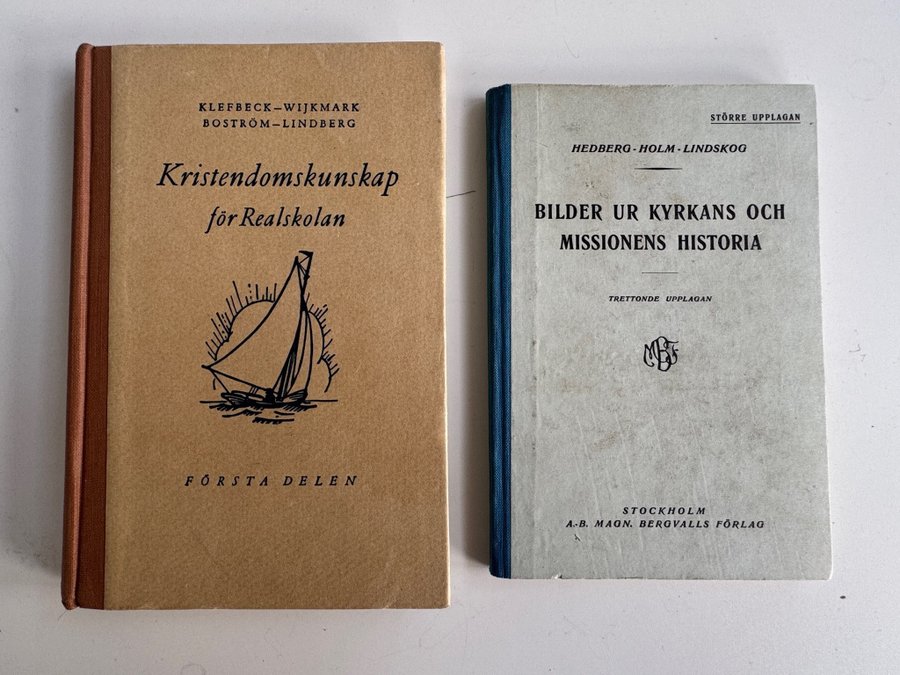 KLEFBECK–WIJKMARK
BOSTRÖM–LINDBERG
Kristendomskunskap
för Realskolan
FÖRSTA DELEN
STÖRRE UPPLAGAN
HEDBERG - HOLM - LINDSKOG
BILDER UR KYRKANS OCH
MISSIONENS HISTORIA
TRETTONDE UPPLAGAN
MBF
STOCKHOLM
A.-B. MAGN. BERGVALLS FÖRLAG